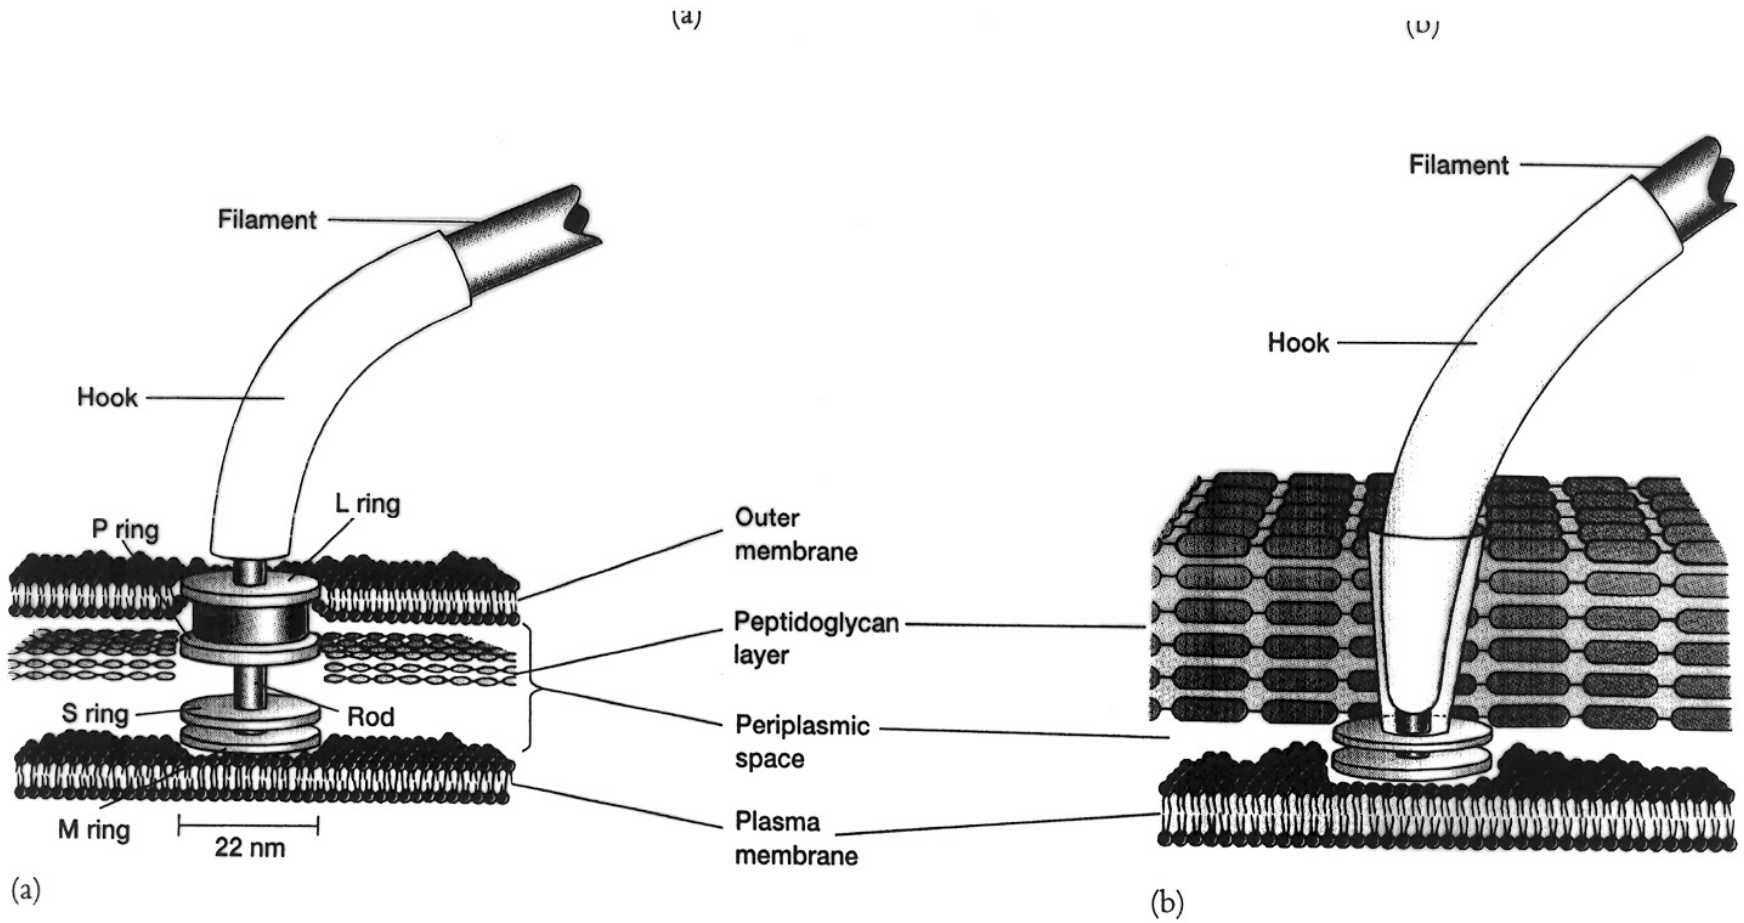 (a)
(b)
Filament
Filament
Hook
Hook
L ring
P ring
Outer
membrane
Peptidoglycan
layer
S ring
Rod
Periplasmic
space
M ring
22 nm
Plasma
membrane
(a)
(b)